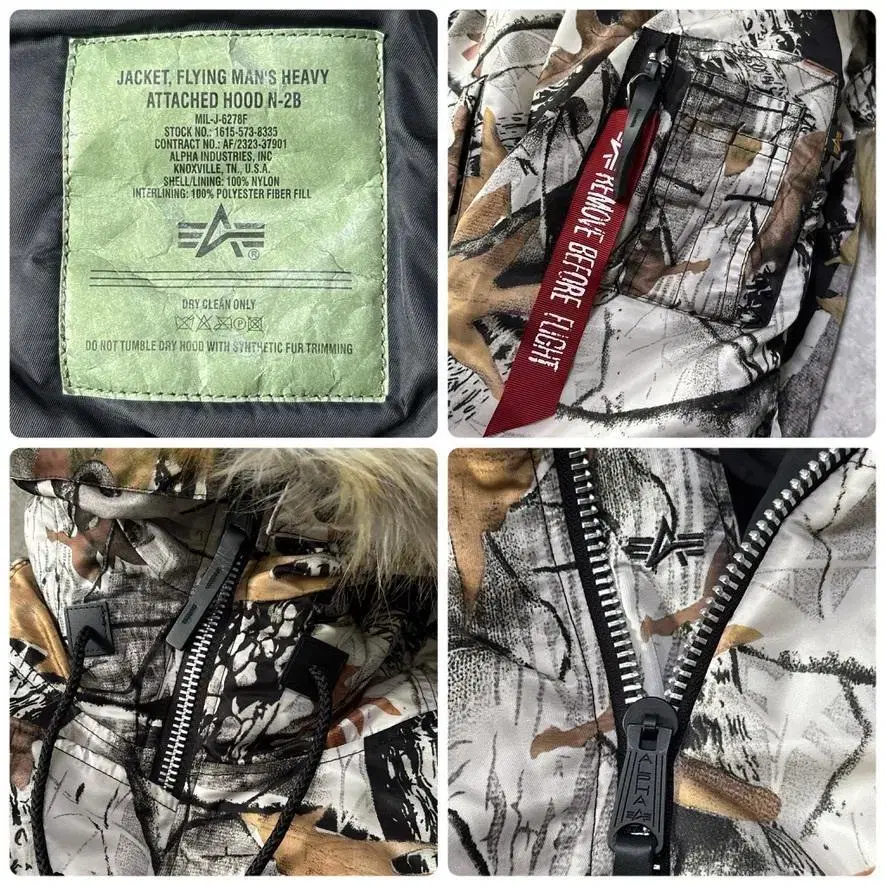 JACKET, FLYING MAN'S HEAVY
ATTACHED HOOD N-2B
MIL-J-6278F
STOCK NO.: 1615-573-8335
CONTRACT NO.: AF/2323-37901
ALPHA INDUSTRIES, INC
KNOXVILLE, TN., U.S.A.
SHELL/LINING: 100% NYLON
INTERLINING: 100% POLYESTER FIBER FILL
®
DRY CLEAN ONLY
DO NOT TUMBLE DRY HOOD WITH SYNTHETIC FUR TRIMMING
REMOVE BEFORE FLIGHT
ALPHA